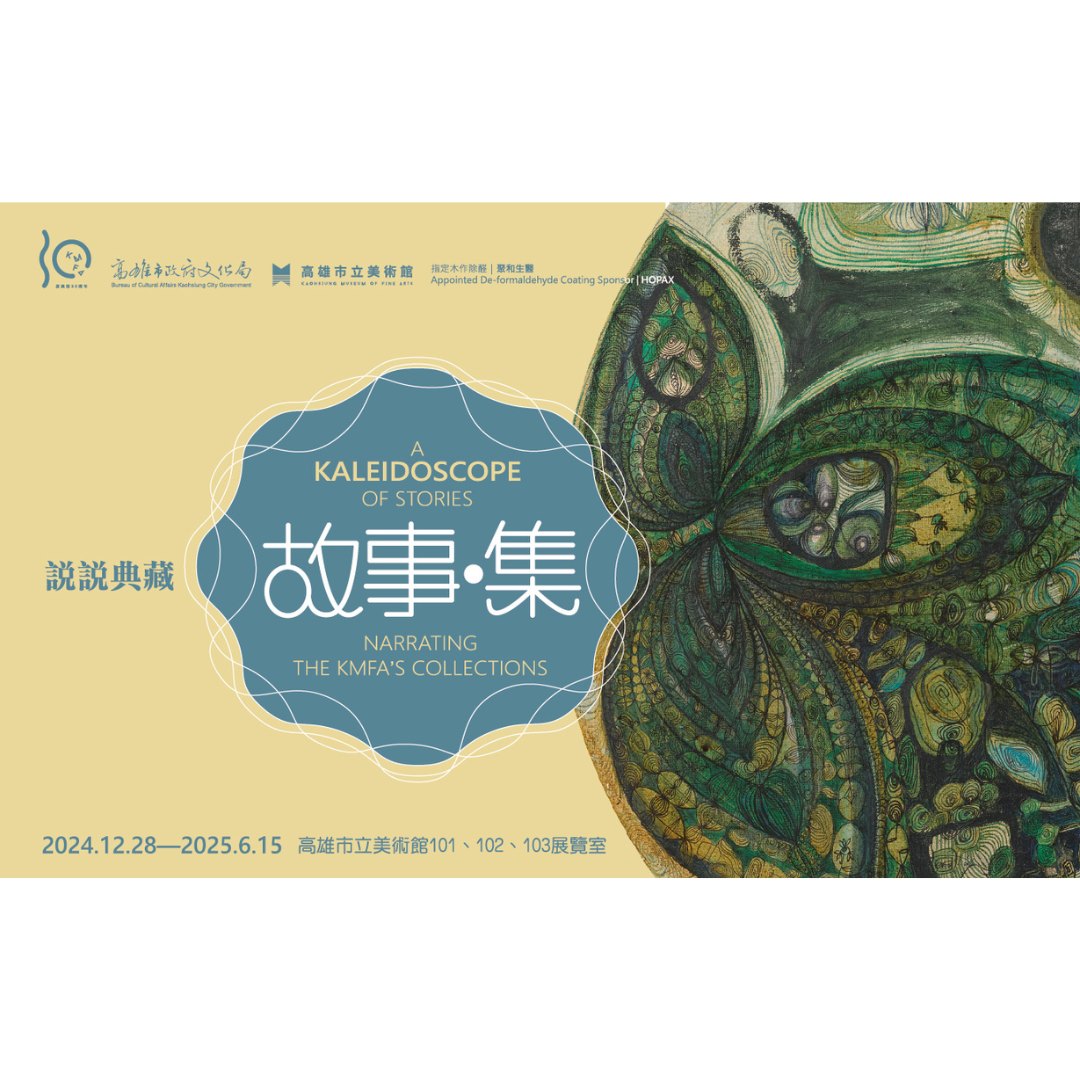 KMFA
高雄市政府文化局
Bureau of Cultural Affairs Kaohsiung City Government
高雄市立美術館
KAOHSIUNG MUSEUM OF FINE ARTS
指定木作除醛|聚和生醫
Appointed De-formaldehyde Coating Sponsor|HOPAX
A
KALEIDOSCOPE
OF STORIES
故事•集
説説典藏
NARRATING
THE KMFA'S COLLECTIONS
2024.12.28—2025.6.15 高雄市立美術館101、102、103展覽室